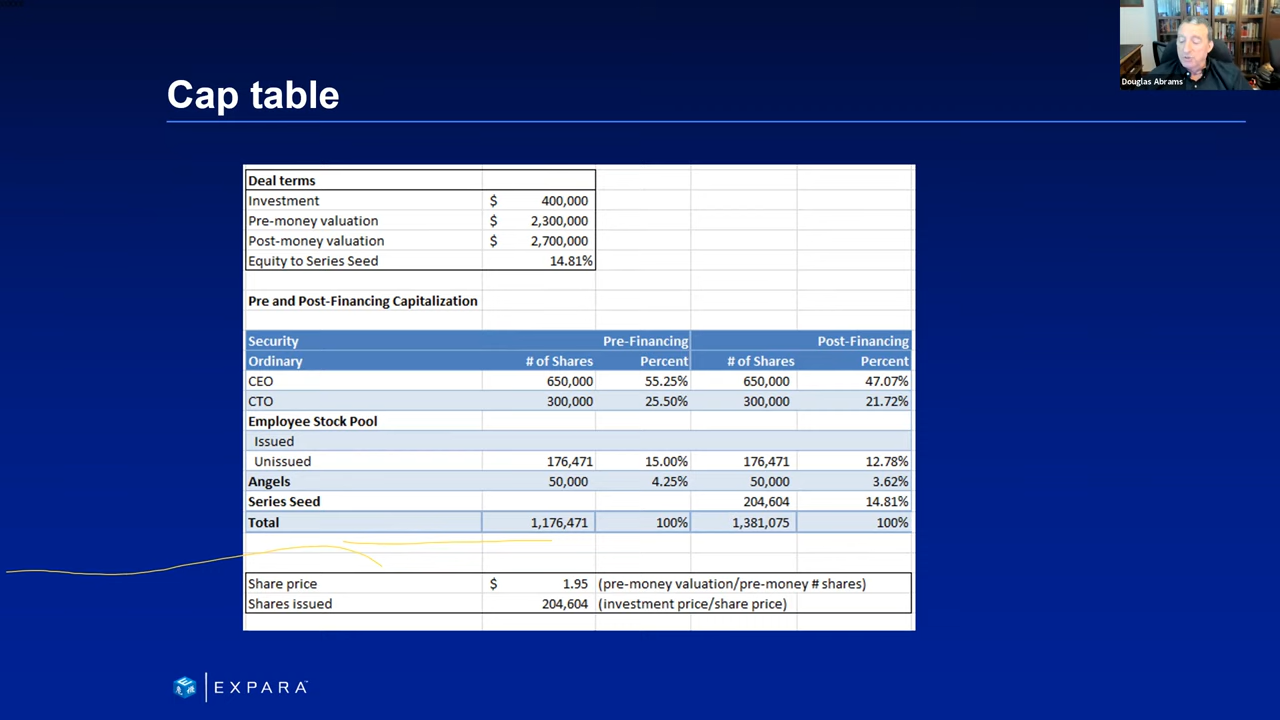 Douglas Abrams
Cap table
Deal terms
Investment $ 400,000
Pre-money valuation $ 2,300,000
Post-money valuation $ 2,700,000
Equity to Series Seed 14.81%
Pre and Post-Financing Capitalization
Security Pre-Financing Post-Financing
Ordinary # of Shares Percent # of Shares Percent
CEO 650,000 55.25% 650,000 47.07%
CTO 300,000 25.50% 300,000 21.72%
Employee Stock Pool
Issued
Unissued 176,471 15.00% 176,471 12.78%
Angels 50,000 4.25% 50,000 3.62%
Series Seed 204,604 14.81%
Total 1,176,471 100% 1,381,075 100%
Share price $ 1.95 (pre-money valuation/pre-money # shares)
Shares issued 204,604 (investment price/share price)
EXPARA